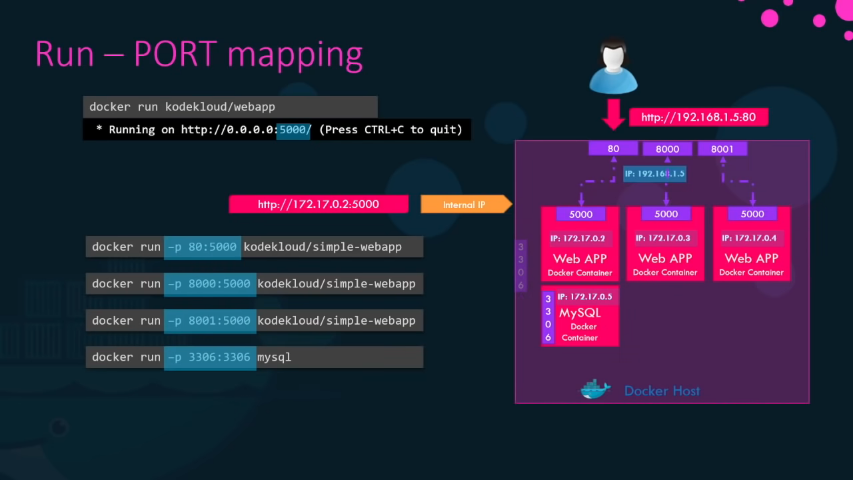 Run – PORT mapping
docker run kodekloud/webapp
* Running on http://0.0.0.0:5000/ (Press CTRL+C to quit)
http://192.168.1.5:80
80
8000
8001
IP: 192.168.1.5
http://172.17.0.2:5000
Internal IP
5000
5000
5000
IP: 172.17.0.2
IP: 172.17.0.3
IP: 172.17.0.4
Web APP
Docker Container
Web APP
Docker Container
Web APP
Docker Container
docker run -p 80:5000 kodekloud/simple-webapp
docker run -p 8000:5000 kodekloud/simple-webapp
docker run -p 8001:5000 kodekloud/simple-webapp
docker run -p 3306:3306 mysql
3306
3306
IP: 172.17.0.5
MySQL
Docker
Container
Docker Host